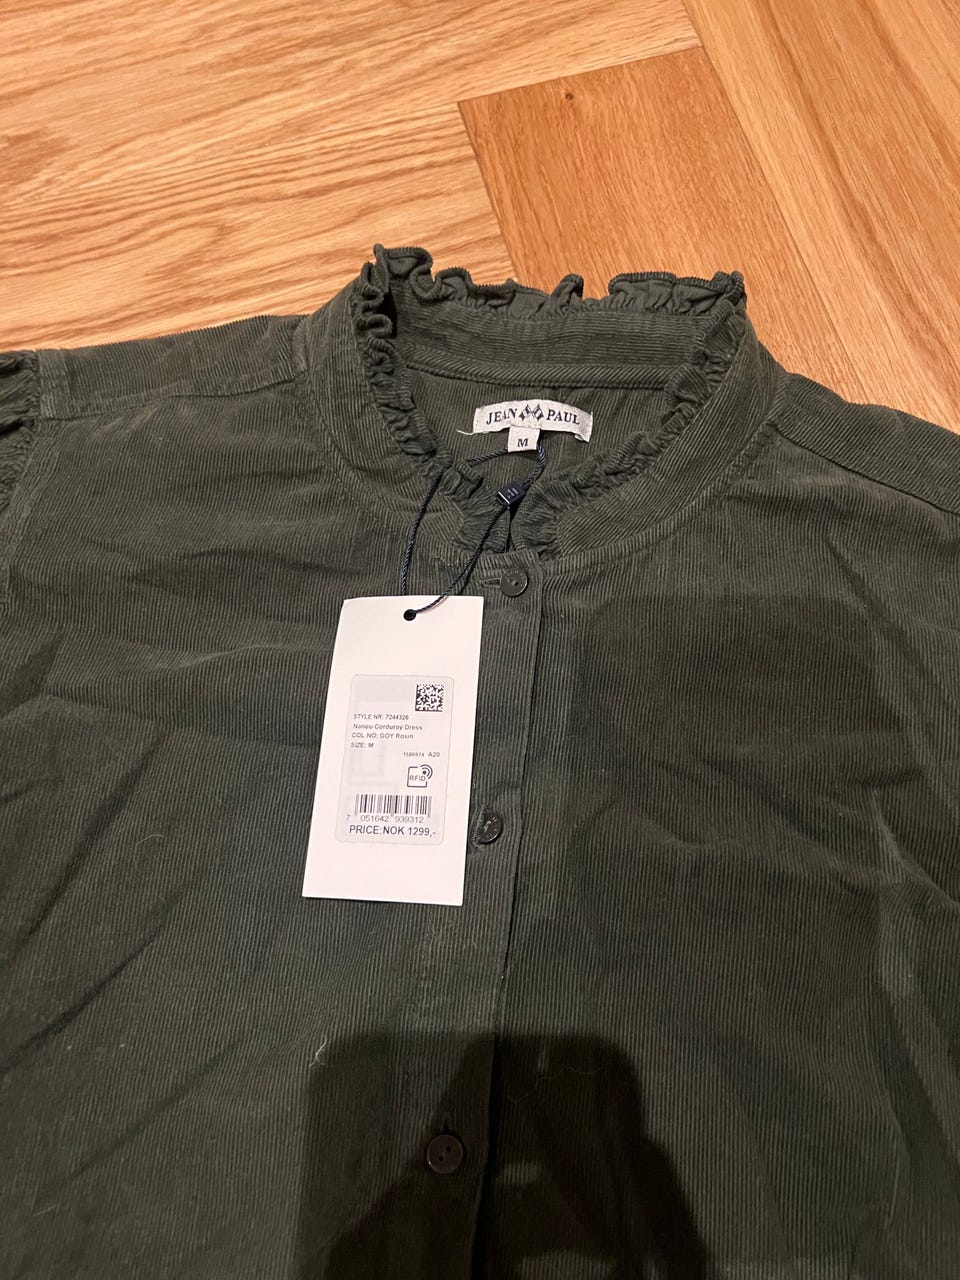 JEAN PAUL
M
STYLE NR: 7244326
Nanou Corduroy Dress
COL NO: GOY Rosin
SIZE: M
1586974 A20
RFID
7 051642 939312
PRICE:NOK 1299,-